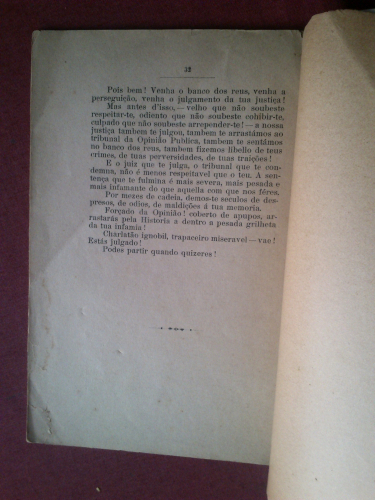 32
Pois bem! Venha o banco dos reus, venha a
perseguição, venha o julgamento da tua justiça!
Mas antes d'isso, — velho que não soubeste
respeitar-te, odiento que não soubeste cohibir-te,
culpado que não soubeste arrepender-te! — a nossa
justiça tambem te julgou, tambem te arrastámos ao
tribunal da Opinião Publica, tambem te sentámos
no banco dos reus, tambem fizemos libello de teus
crimes, de tuas perversidades, de tuas traições!
E o juiz que te julga, o tribunal que te con-
demna, não é menos respeitavel que o teu. A sen-
tença que te fulmina é mais severa, mais pesada e
mais infamante do que aquella com que nos féres.
Por mezes de cadeia, démos-te seculos de des-
presos, de odios, de maldições á tua memoria.
Forçado da Opinião! coberto de apupos, ar-
rastarás pela Historia a dentro a pesada grilheta
da tua infamia!
Charlatão ignobil, trapaceiro miseravel — vae!
Estás julgado!
Podes partir quando quizeres!